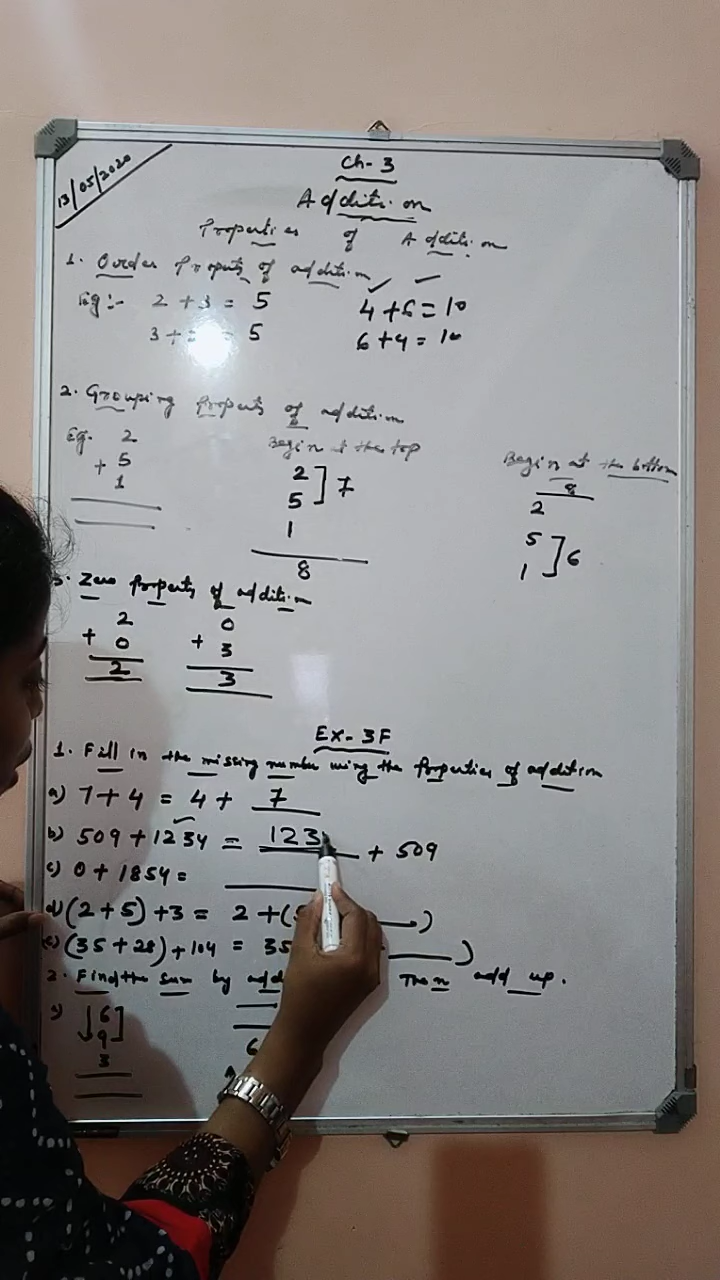 13/05/2020
Ch- 3
Addition
Properties of Addition
1. Order Property of addition
Eg:- 2 + 3 = 5 4 + 6 = 10
3 + = 5 6 + 4 = 10
2. Grouping Property of addition
Eg. 2 Begin at the top Begin at the bottom
+ 5 2 ] 7 8
1 5 2
1 5 ] 6
8 1
3. Zero Property of addition
2 0
+ 0 + 3
2 3
Ex- 3F
1. Fill in the missing number using the properties of addition
a) 7 + 4 = 4 + 7
b) 509 + 1234 = 123 + 509
c) 0 + 1854 =
d) (2 + 5) + 3 = 2 + (5 )
e) (35 + 28) + 104 = 35 )
2. Find the sum by add Then add up.
6 ]
9
3 6